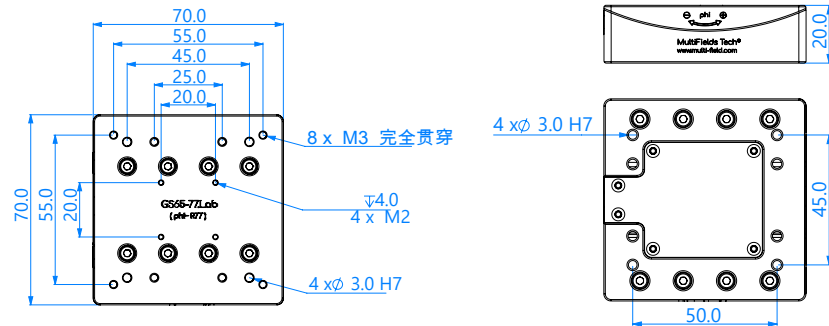 70.0
55.0
45.0
25.0
20.0
70.0
55.0
20.0
8 x M3 完全贯穿
↧4.0
4 x M2
4 xϕ 3.0 H7
GS65-77Lab
(phi-R77)
⊖ phi ⊕
MultiFields Tech®
www.multi-field.com
20.0
4 xϕ 3.0 H7
45.0
50.0